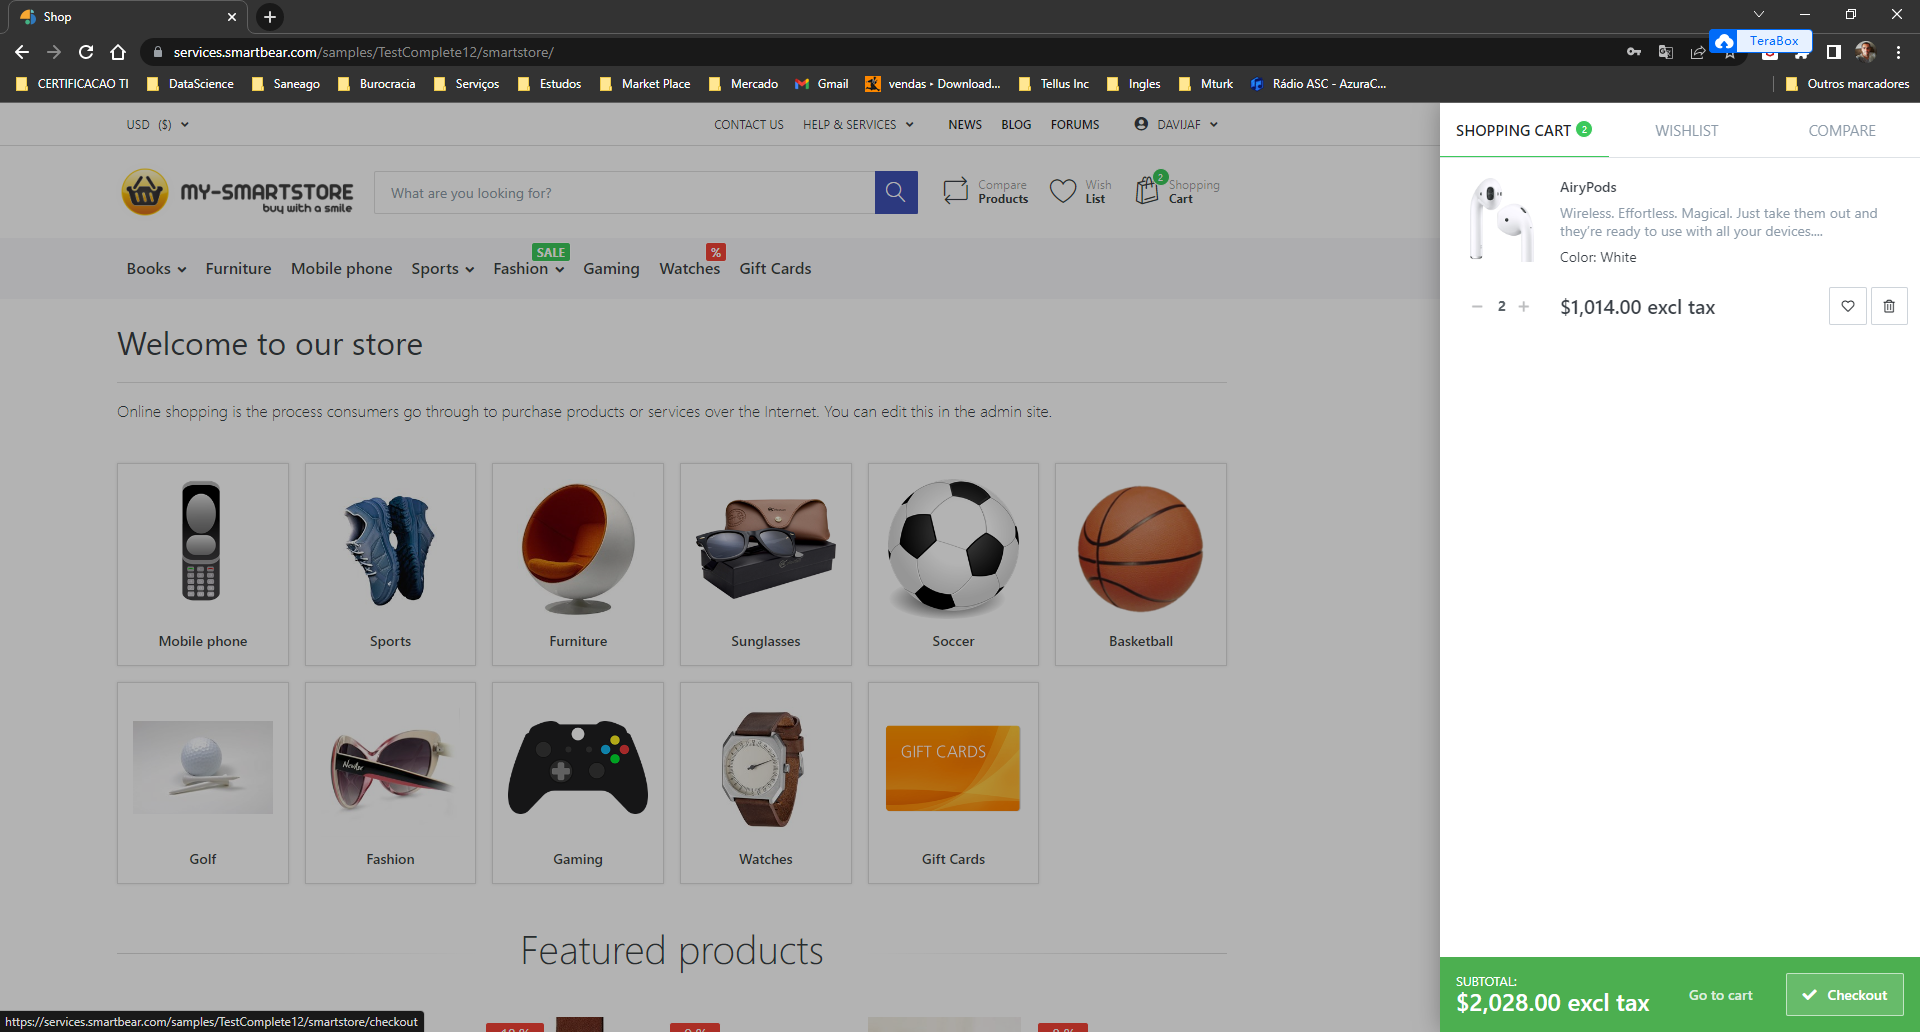 Shop
services.smartbear.com/samples/TestComplete12/smartstore/
TeraBox
CERTIFICACAO TI
DataScience
Saneago
Burocracia
Serviços
Estudos
Market Place
Mercado
Gmail
vendas • Download...
Tellus Inc
Ingles
Mturk
Rádio ASC - AzuraC...
Outros marcadores
USD ($)
CONTACT US
HELP & SERVICES
NEWS
BLOG
FORUMS
DAVIJAF
MY-SMARTSTORE
buy with a smile
What are you looking for?
Compare
Products
Wish
List
2
Shopping
Cart
Books
Furniture
Mobile phone
Sports
SALE
Fashion
Gaming
%
Watches
Gift Cards
Welcome to our store
Online shopping is the process consumers go through to purchase products or services over the Internet. You can edit this in the admin site.
Mobile phone
Sports
Furniture
Sunglasses
Soccer
Basketball
GIFT CARDS
Golf
Fashion
Gaming
Watches
Gift Cards
Featured products
https://services.smartbear.com/samples/TestComplete12/smartstore/checkout
SHOPPING CART 2
WISHLIST
COMPARE
AiryPods
Wireless. Effortless. Magical. Just take them out and
they're ready to use with all your devices....
Color: White
− 2 +
$1,014.00 excl tax
SUBTOTAL:
$2,028.00 excl tax
Go to cart
Checkout